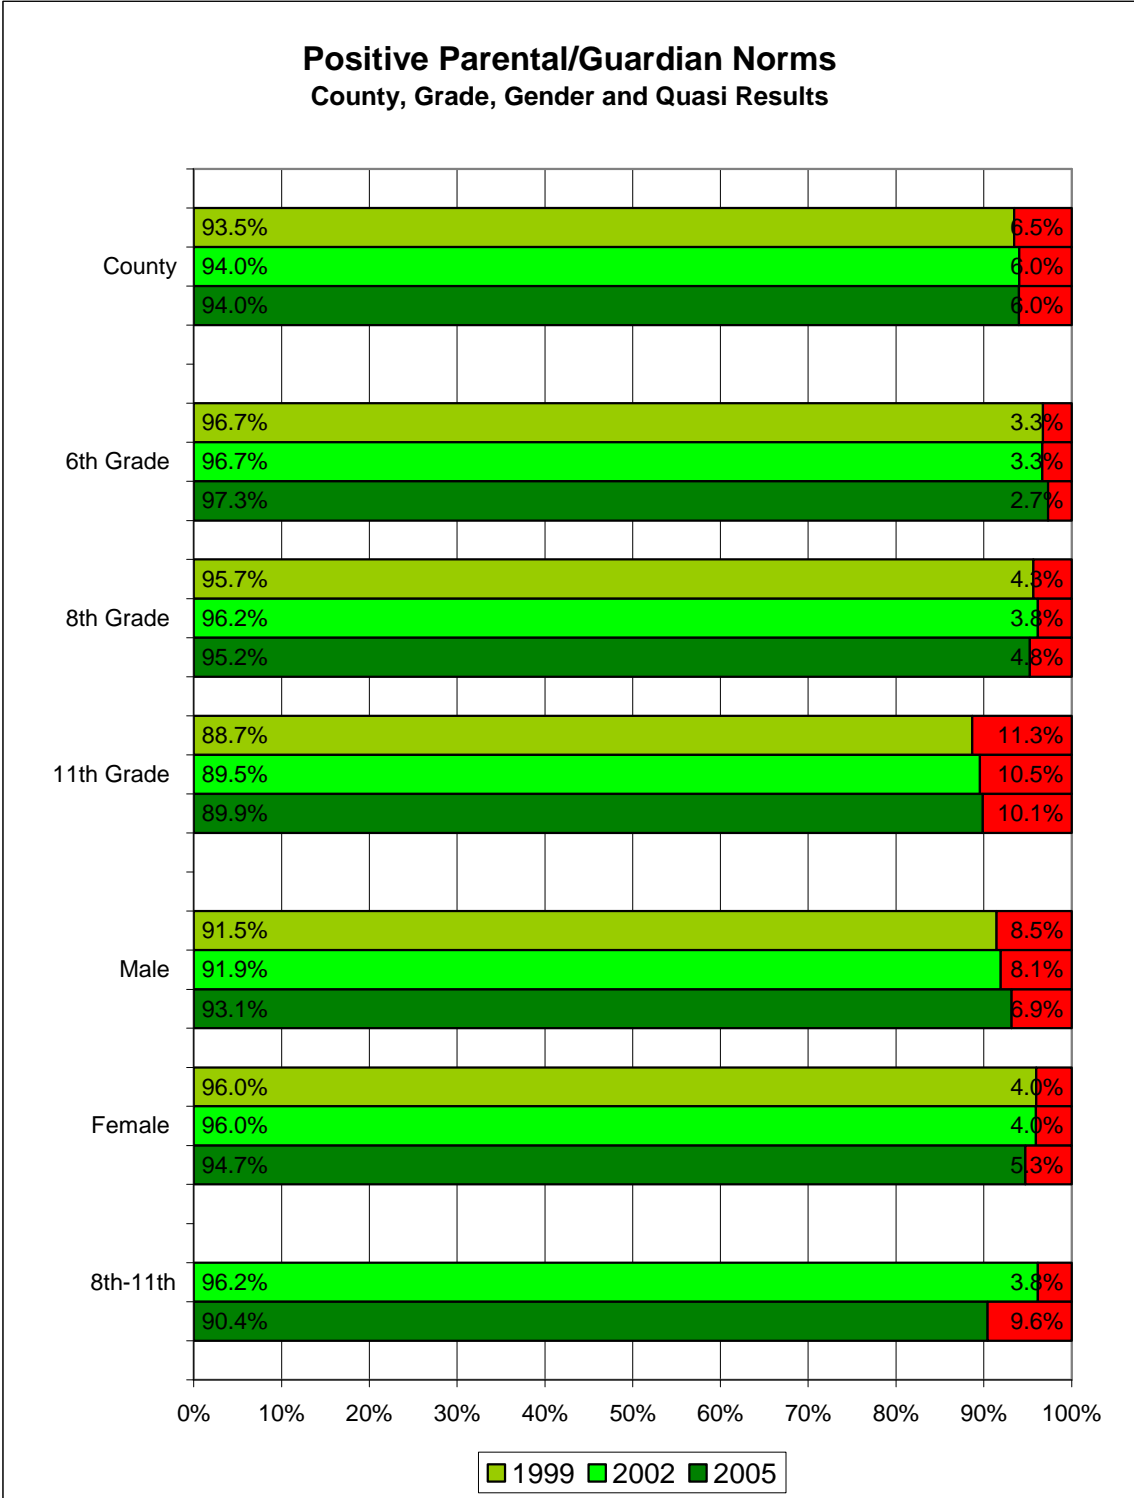 Positive Parental/Guardian Norms
County, Grade, Gender and Quasi Results
93.5% 6.5%
County 94.0% 6.0%
94.0% 6.0%
96.7% 3.3%
6th Grade 96.7% 3.3%
97.3% 2.7%
95.7% 4.3%
8th Grade 96.2% 3.8%
95.2% 4.8%
88.7% 11.3%
11th Grade 89.5% 10.5%
89.9% 10.1%
91.5% 8.5%
Male 91.9% 8.1%
93.1% 6.9%
96.0% 4.0%
Female 96.0% 4.0%
94.7% 5.3%
8th-11th 96.2% 3.8%
90.4% 9.6%
0% 10% 20% 30% 40% 50% 60% 70% 80% 90% 100%
1999 2002 2005